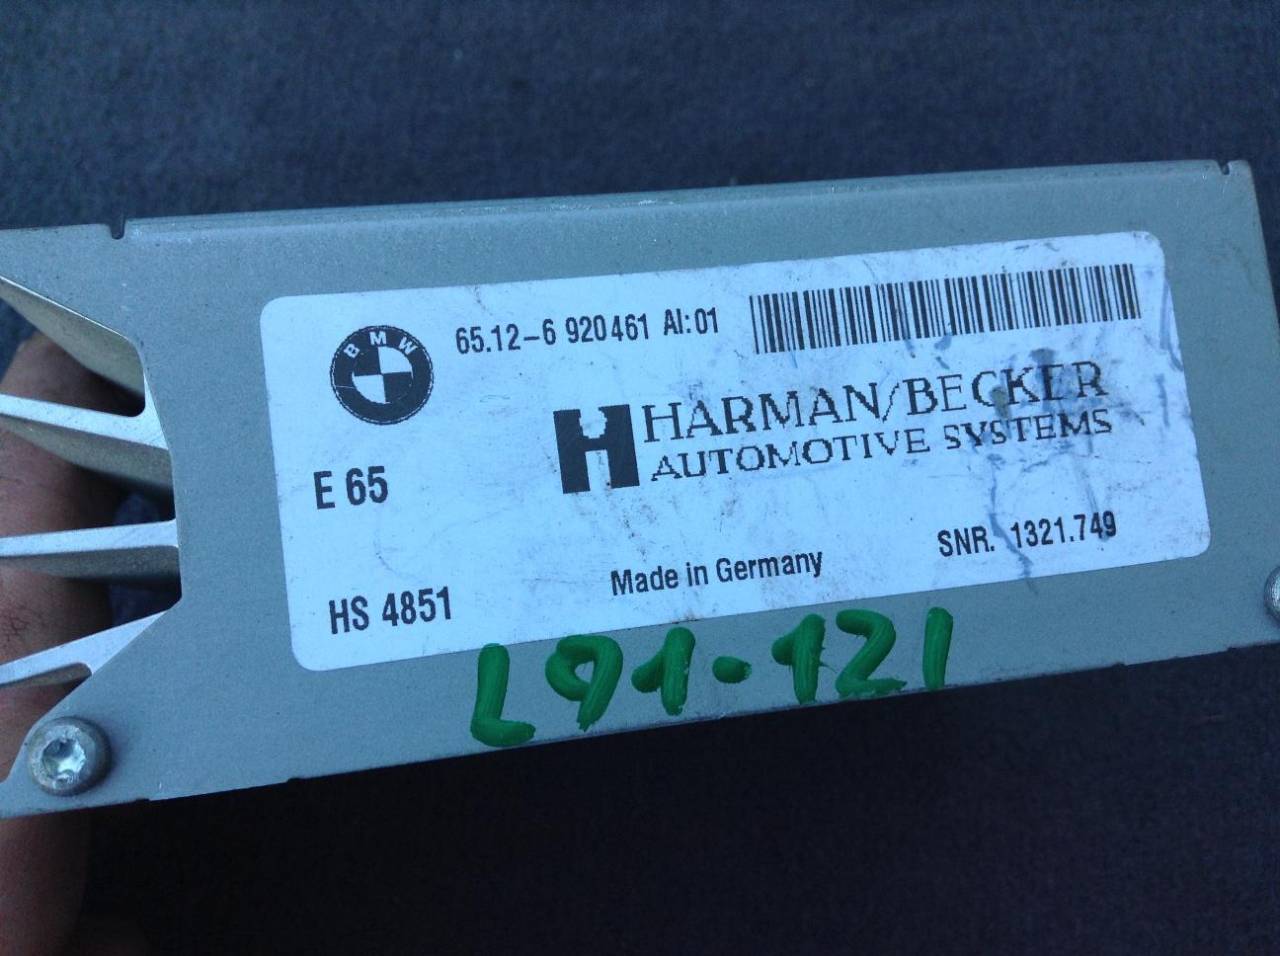 BMW
65.12-6 920461 AI:01
HARMAN/BECKER
AUTOMOTIVE SYSTEMS
E 65
SNR. 1321.749
Made in Germany
HS 4851
L91-121